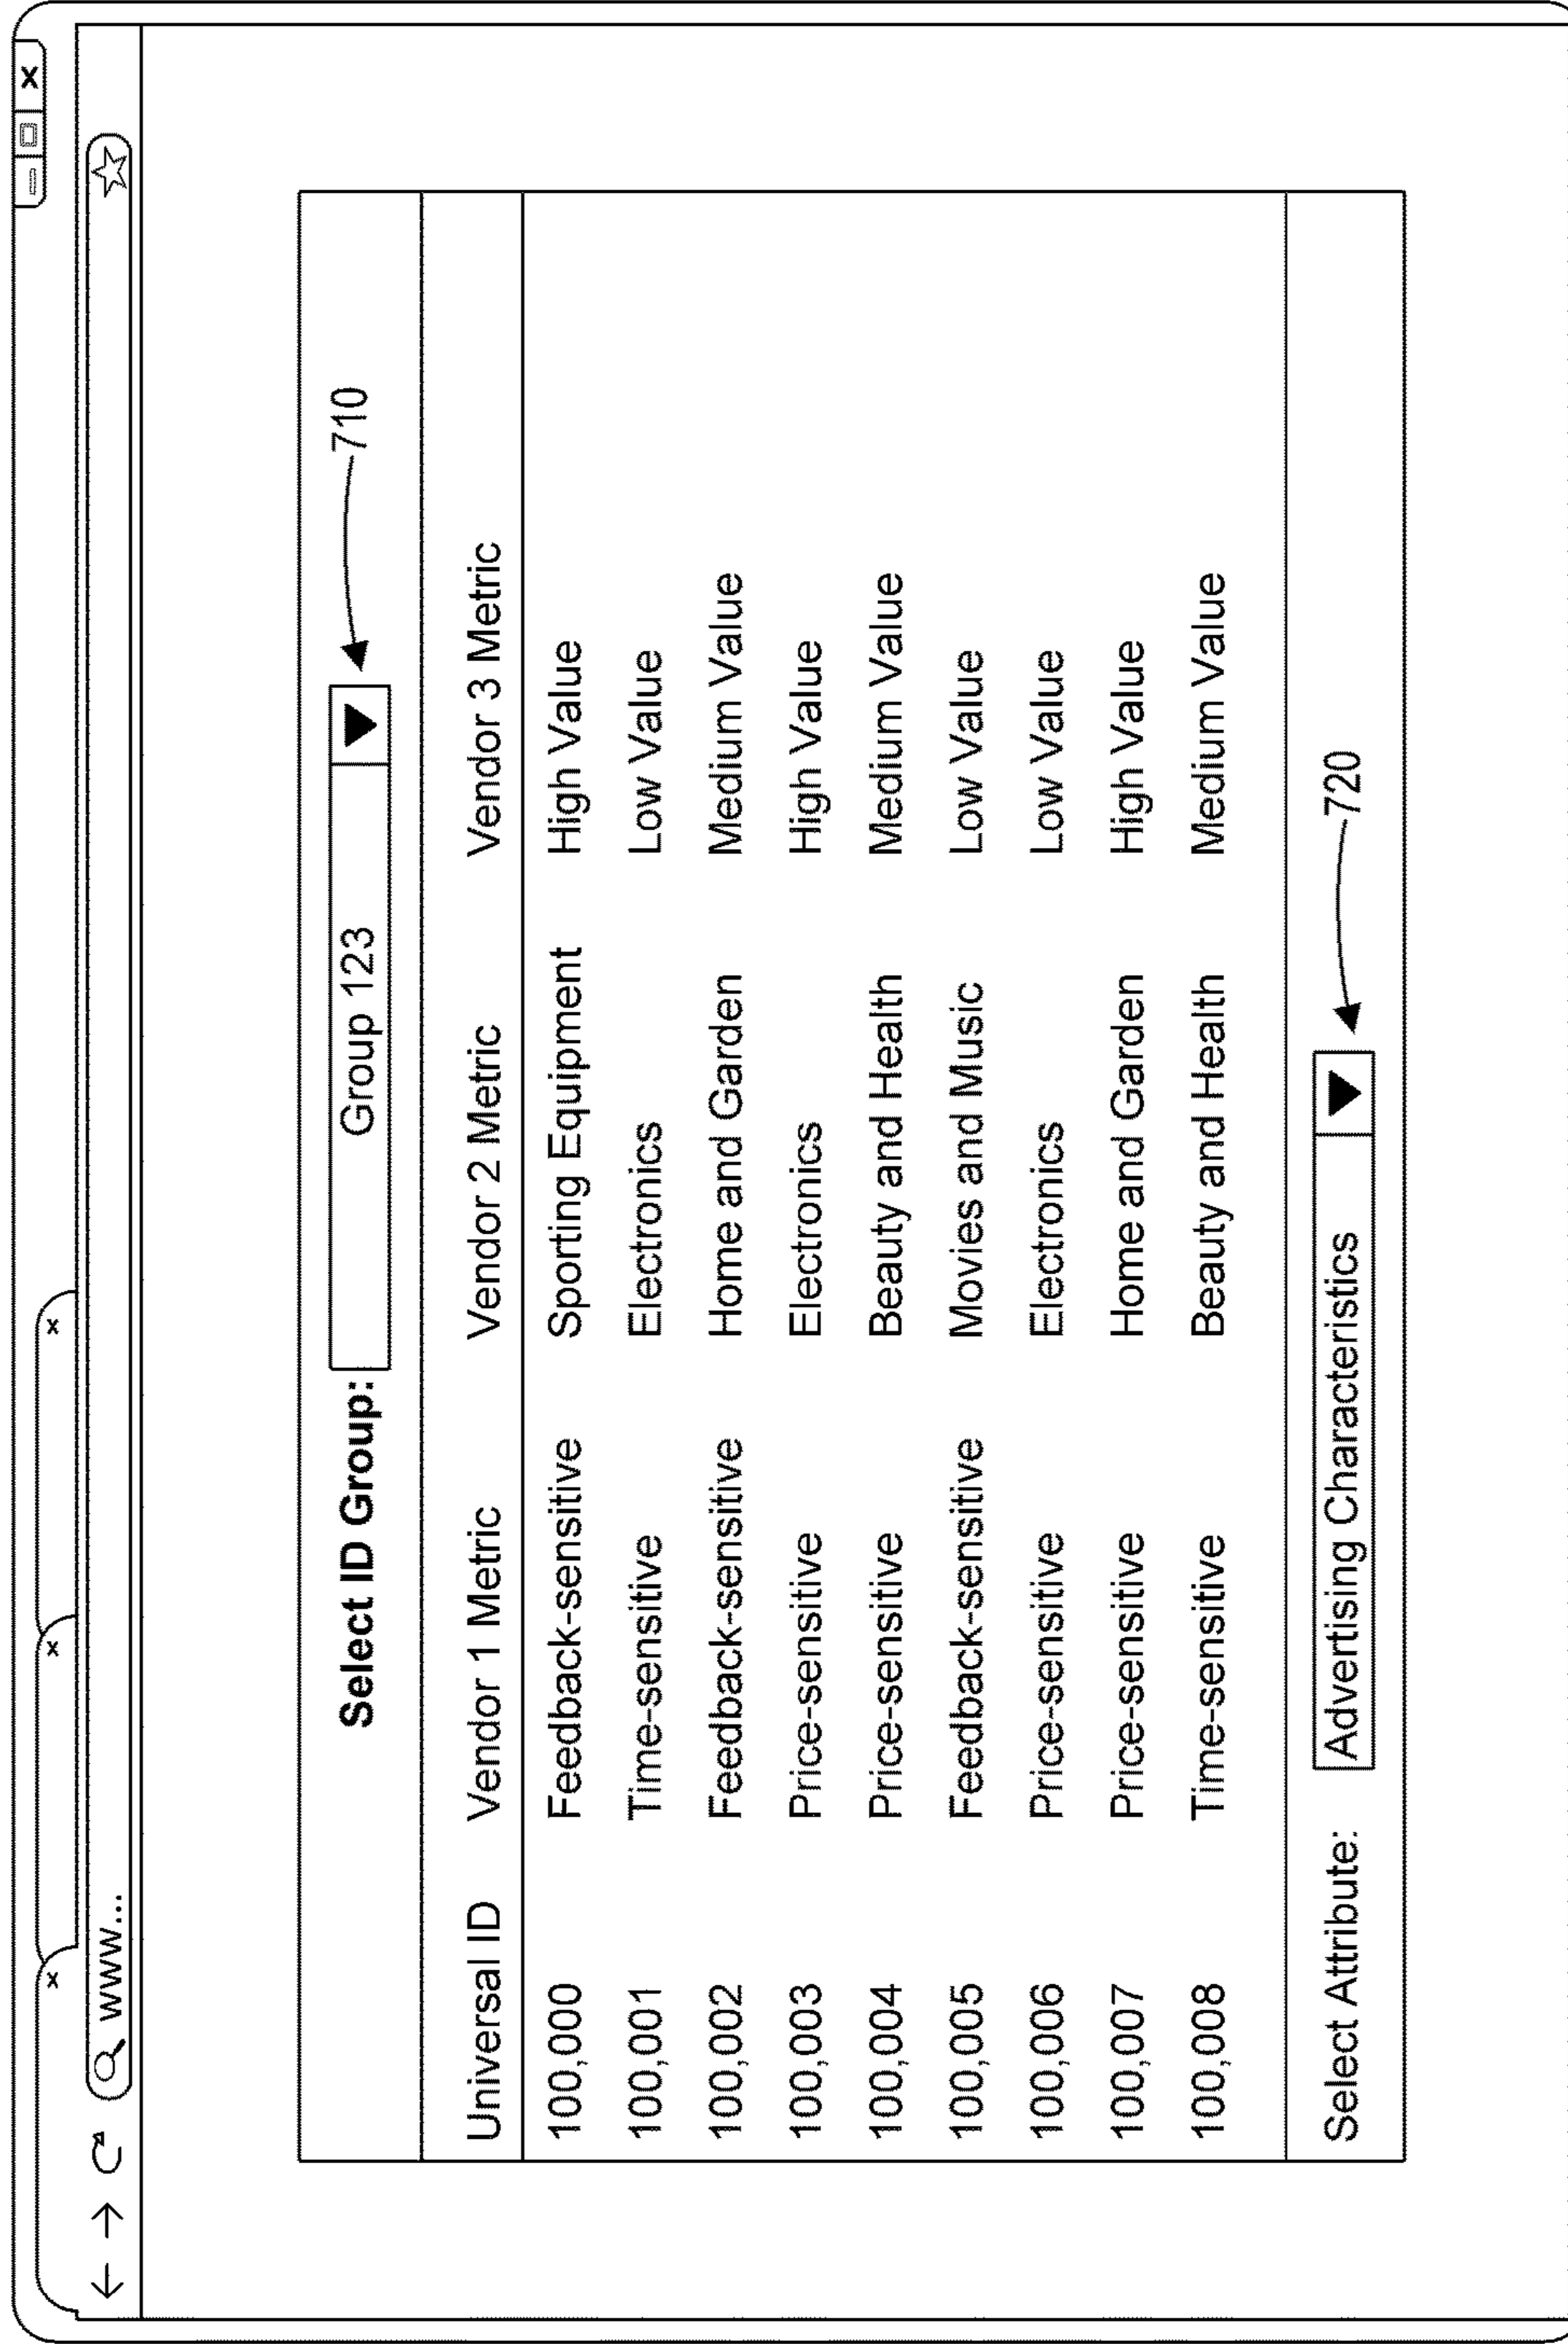 x x x
www...
Select ID Group: Group 123 710
Universal ID Vendor 1 Metric Vendor 2 Metric Vendor 3 Metric
100,000 Feedback-sensitive Sporting Equipment High Value
100,001 Time-sensitive Electronics Low Value
100,002 Feedback-sensitive Home and Garden Medium Value
100,003 Price-sensitive Electronics High Value
100,004 Price-sensitive Beauty and Health Medium Value
100,005 Feedback-sensitive Movies and Music Low Value
100,006 Price-sensitive Electronics Low Value
100,007 Price-sensitive Home and Garden High Value
100,008 Time-sensitive Beauty and Health Medium Value
Select Attribute: Advertising Characteristics 720